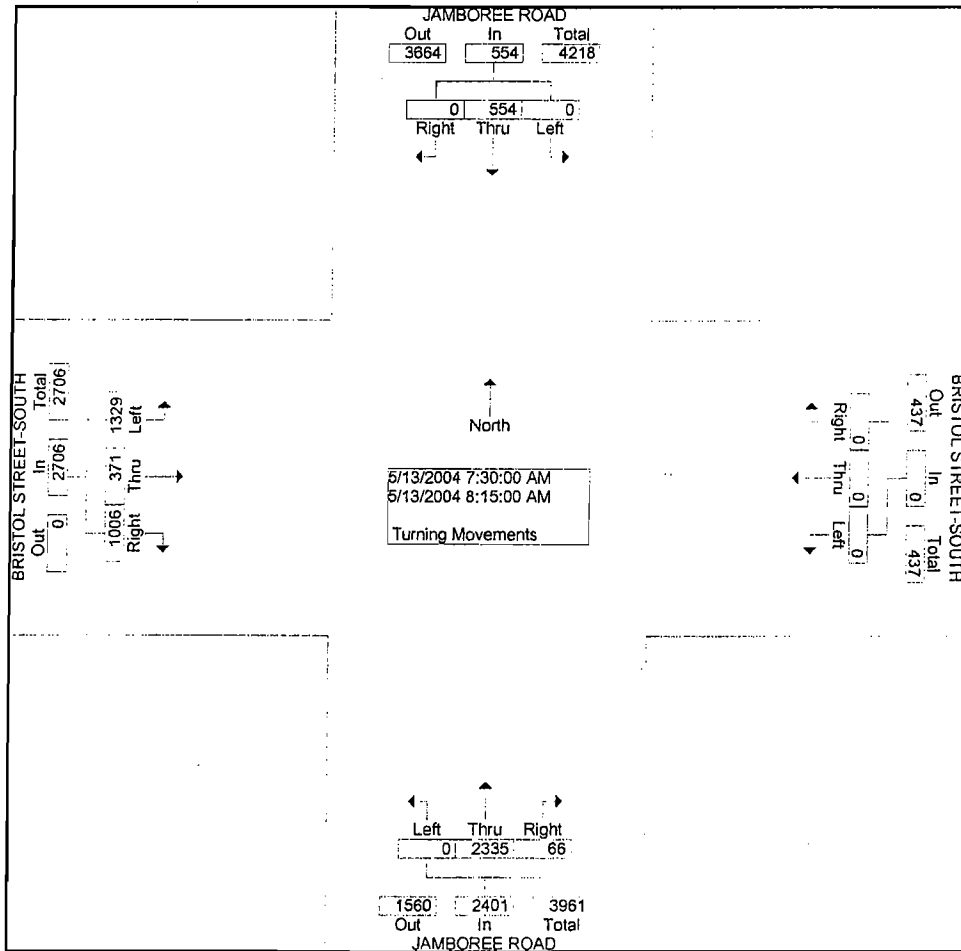 JAMBOREE ROAD
Out In Total
3664 554 4218
0 554 0
Right Thru Left
BRISTOL STREET-SOUTH
Total In Out
2706 2706 0
1329 371 1006
Left Thru Right
North
5/13/2004 7:30:00 AM
5/13/2004 8:15:00 AM
Turning Movements
Right Thru Left
0 0 0
437 0 437
Out In Total
BRISTOL STREET-SOUTH
Left Thru Right
0 2335 66
1560 2401 3961
Out In Total
JAMBOREE ROAD